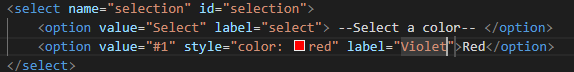 <select name="selection" id="selection">
<option value="Select" label="select"> --Select a color-- </option>
<option value="#1" style="color: red" label="Violet">Red</option>
</select>